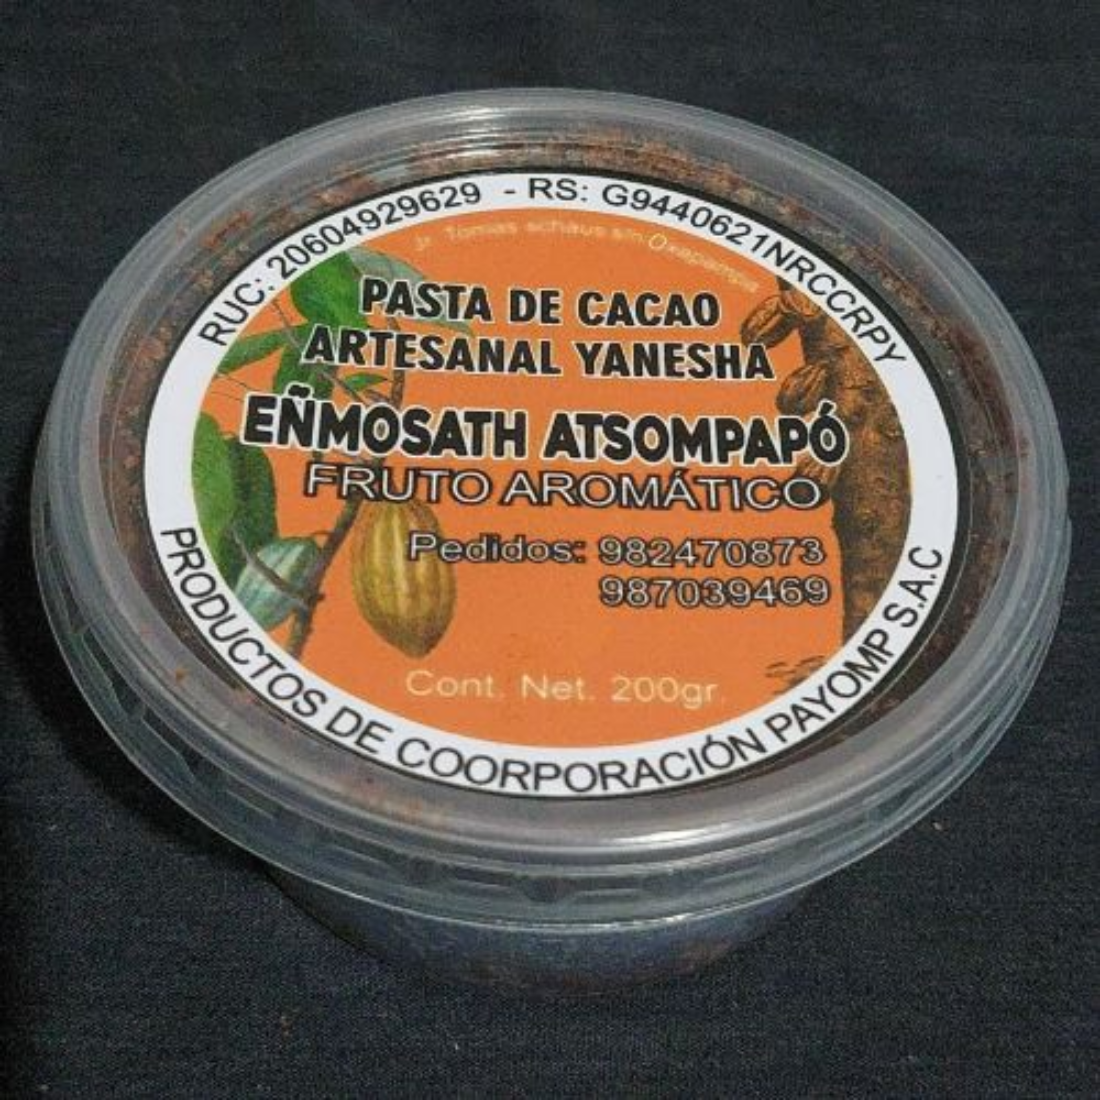 RUC: 20604929629 - RS: G9440621NRCCRPY
Jr. Tomas schaus s/n Oxapampa
PASTA DE CACAO
ARTESANAL YANESHA
EÑMOSATH ATSOMPAPÓ
FRUTO AROMÁTICO
Pedidos: 982470873
987039469
Cont. Net. 200gr.
PRODUCTOS DE COORPORACIÓN PAYOMP S.A.C